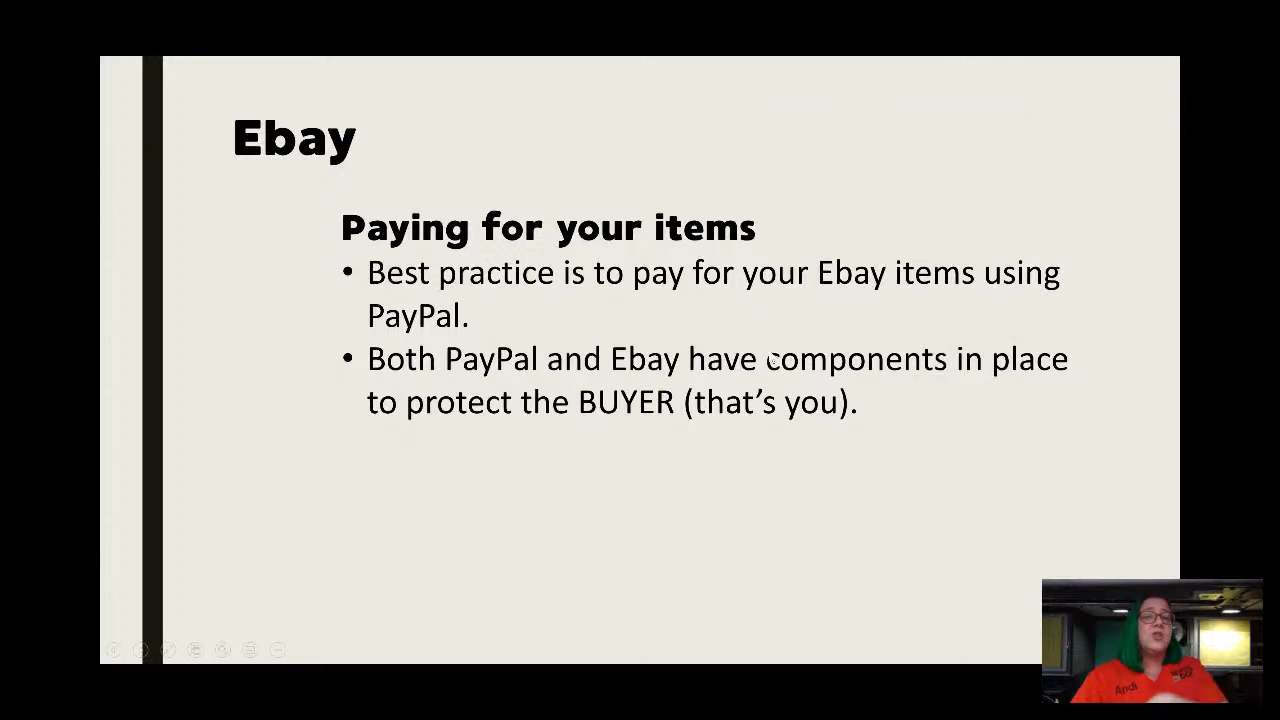 Ebay
Paying for your items
• Best practice is to pay for your Ebay items using
PayPal.
• Both PayPal and Ebay have components in place
to protect the BUYER (that's you).
Andi